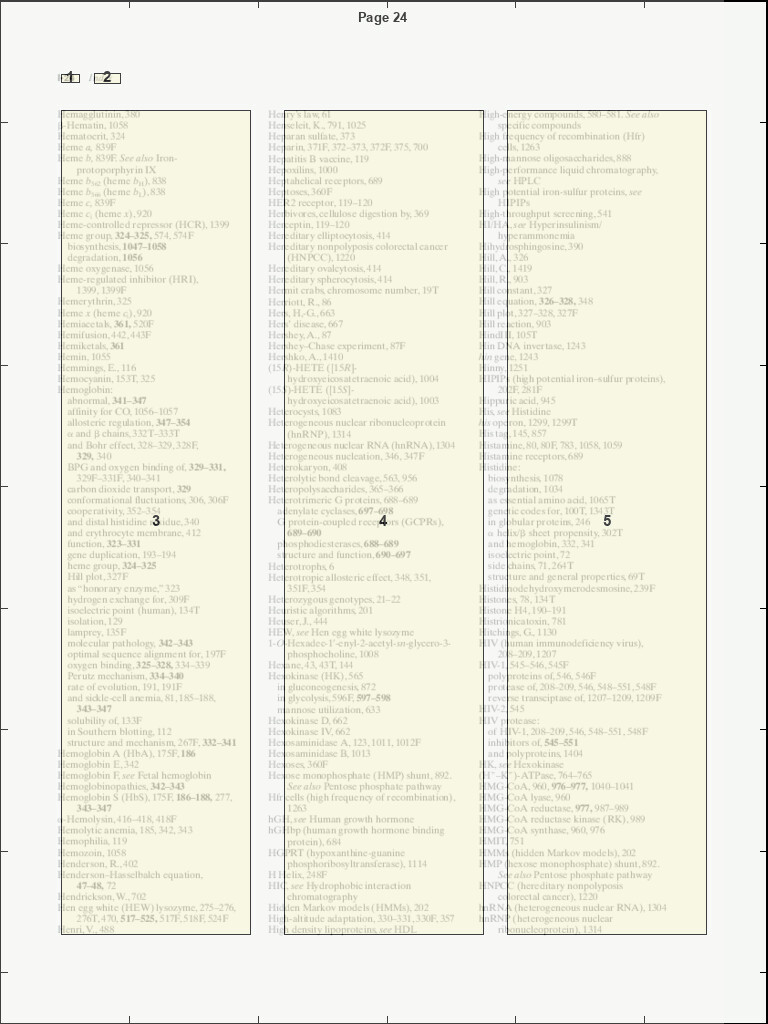 Page 24
1 2
Hemagglutinin, 380
β-Hematin, 1058
Hematocrit, 324
Heme a, 839F
Heme b, 839F. See also Iron-
protoporphyrin IX
Heme b562 (heme bH), 838
Heme b566 (heme bL), 838
Heme c, 839F
Heme c1 (heme x), 920
Heme-controlled repressor (HCR), 1399
Heme group, 324–325, 574, 574F
biosynthesis, 1047–1058
degradation, 1056
Heme oxygenase, 1056
Heme-regulated inhibitor (HRI),
1399, 1399F
Hemerythrin, 325
Heme x (heme ci), 920
Hemiacetals, 361, 520F
Hemifusion, 442, 443F
Hemiketals, 361
Hemin, 1055
Hemmings, E., 116
Hemocyanin, 153T, 325
Hemoglobin:
abnormal, 341–347
affinity for CO, 1056–1057
allosteric regulation, 347–354
α and β chains, 332T–333T
and Bohr effect, 328–329, 328F,
329, 340
BPG and oxygen binding of, 329–331,
329F–331F, 340–341
carbon dioxide transport, 329
conformational fluctuations, 306, 306F
cooperativity, 352–354
and distal histidine residue, 340
3
and erythrocyte membrane, 412
function, 323–331
gene duplication, 193–194
heme group, 324–325
Hill plot, 327F
as “honorary enzyme,” 323
hydrogen exchange for, 309F
isoelectric point (human), 134T
isolation, 129
lamprey, 135F
molecular pathology, 342–343
optimal sequence alignment for, 197F
oxygen binding, 325–328, 334–339
Perutz mechanism, 334–340
rate of evolution, 191, 191F
and sickle-cell anemia, 81, 185–188,
343–347
solubility of, 133F
in Southern blotting, 112
structure and mechanism, 267F, 332–341
Hemoglobin A (HbA), 175F, 186
Hemoglobin E, 342
Hemoglobin F, see Fetal hemoglobin
Hemoglobinopathies, 342–343
Hemoglobin S (HbS), 175F, 186–188, 277,
343–347
α-Hemolysin, 416–418, 418F
Hemolytic anemia, 185, 342, 343
Hemophilia, 119
Hemozoin, 1058
Henderson, R., 402
Henderson–Hasselbalch equation,
47–48, 72
Hendrickson, W., 702
Hen egg white (HEW) lysozyme, 275–276,
276T, 470, 517–525, 517F, 518F, 524F
Henri, V., 488
Henry's law, 61
Henseleit, K., 791, 1025
Heparan sulfate, 373
Heparin, 371F, 372–373, 372F, 375, 700
Hepatitis B vaccine, 119
Hepoxilins, 1000
Heptahelical receptors, 689
Heptoses, 360F
HER2 receptor, 119–120
Herbivores, cellulose digestion by, 369
Herceptin, 119–120
Hereditary elliptocytosis, 414
Hereditary nonpolyposis colorectal cancer
(HNPCC), 1220
Hereditary ovalcytosis, 414
Hereditary spherocytosis, 414
Hermit crabs, chromosome number, 19T
Herriott, R., 86
Hers, H.-G., 663
Hers' disease, 667
Hershey, A., 87
Hershey–Chase experiment, 87F
Hershko, A., 1410
(15R)-HETE ([15R]-
hydroxyeicosatetraenoic acid), 1004
(15S)-HETE ([15S]-
hydroxyeicosatetraenoic acid), 1003
Heterocysts, 1083
Heterogeneous nuclear ribonucleoprotein
(hnRNP), 1314
Heterogeneous nuclear RNA (hnRNA), 1304
Heterogeneous nucleation, 346, 347F
Heterokaryon, 408
Heterolytic bond cleavage, 563, 956
Heteropolysaccharides, 365–366
Heterotrimeric G proteins, 688–689
adenylate cyclases, 697–698
G protein-coupled receptors (GCPRs),
4
689–690
phosphodiesterases, 688–689
structure and function, 690–697
Heterotrophs, 6
Heterotropic allosteric effect, 348, 351,
351F, 354
Heterozygous genotypes, 21–22
Heuristic algorithms, 201
Heuser, J., 444
HEW, see Hen egg white lysozyme
1-O-Hexadec-1'-enyl-2-acetyl-sn-glycero-3-
phosphocholine, 1008
Hexane, 43, 43T, 144
Hexokinase (HK), 565
in gluconeogenesis, 872
in glycolysis, 596F, 597–598
mannose utilization, 633
Hexokinase D, 662
Hexokinase IV, 662
Hexosaminidase A, 123, 1011, 1012F
Hexosaminidase B, 1013
Hexoses, 360F
Hexose monophosphate (HMP) shunt, 892.
See also Pentose phosphate pathway
Hfr cells (high frequency of recombination),
1263
hGH, see Human growth hormone
hGHbp (human growth hormone binding
protein), 684
HGPRT (hypoxanthine-guanine
phosphoribosyltransferase), 1114
H Helix, 248F
HIC, see Hydrophobic interaction
chromatography
Hidden Markov models (HMMs), 202
High-altitude adaptation, 330–331, 330F, 357
High density lipoproteins, see HDL
High-energy compounds, 580–581. See also
specific compounds
High frequency of recombination (Hfr)
cells, 1263
High-mannose oligosaccharides, 888
High-performance liquid chromatography,
see HPLC
High potential iron-sulfur proteins, see
HIPIPs
High-throughput screening, 541
HI/HA, see Hyperinsulinism/
hyperammonemia
Hihydrosphingosine, 390
Hill, A., 326
Hill, C., 1419
Hill, R., 903
Hill constant, 327
Hill equation, 326–328, 348
Hill plot, 327–328, 327F
Hill reaction, 903
HindIII, 105T
Hin DNA invertase, 1243
hin gene, 1243
Hinny, 1251
HIPIPs (high potential iron-sulfur proteins),
202F, 281F
Hippuric acid, 945
His, see Histidine
his operon, 1299, 1299T
His tag, 145, 857
Histamine, 80, 80F, 783, 1058, 1059
Histamine receptors, 689
Histidine:
biosynthesis, 1078
degradation, 1034
as essential amino acid, 1065T
genetic codes for, 100T, 1343T
in globular proteins, 246
5
α helix/β sheet propensity, 302T
and hemoglobin, 332, 341
isoelectric point, 72
side chains, 71, 264T
structure and general properties, 69T
Histidinodehydroxymerodesmosine, 239F
Histones, 78, 134T
Histone H4, 190–191
Histrionicatoxin, 781
Hitchings, G., 1130
HIV (human immunodeficiency virus),
208–209, 1207
HIV-1, 545–546, 545F
polyproteins of, 546, 546F
protease of, 208–209, 546, 548–551, 548F
reverse transciptase of, 1207–1209, 1209F
HIV-2, 545
HIV protease:
of HIV-1, 208–209, 546, 548–551, 548F
inhibitors of, 545–551
and polyproteins, 1404
HK, see Hexokinase
(H+–K+)-ATPase, 764–765
HMG-CoA, 960, 976–977, 1040–1041
HMG-CoA lyase, 960
HMG-CoA reductase, 977, 987–989
HMG-CoA reductase kinase (RK), 989
HMG-CoA synthase, 960, 976
HMIT, 751
HMMs (hidden Markov models), 202
HMP (hexose monophosphate) shunt, 892.
See also Pentose phosphate pathway
HNPCC (hereditary nonpolyposis
colorectal cancer), 1220
hnRNA (heterogeneous nuclear RNA), 1304
hnRNP (heterogeneous nuclear
ribonucleoprotein), 1314